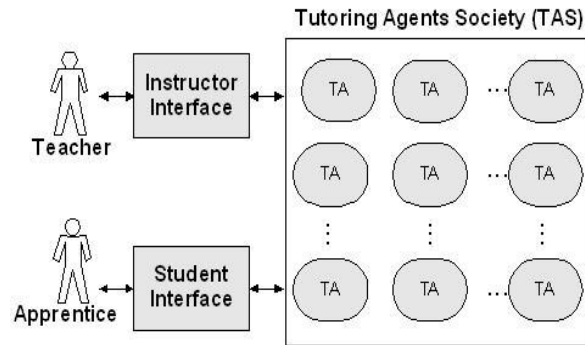 Tutoring Agents Society (TAS)
Instructor
Interface
Teacher
TA TA ... TA
TA TA ... TA
Student
Interface
Apprentice
TA TA ... TA